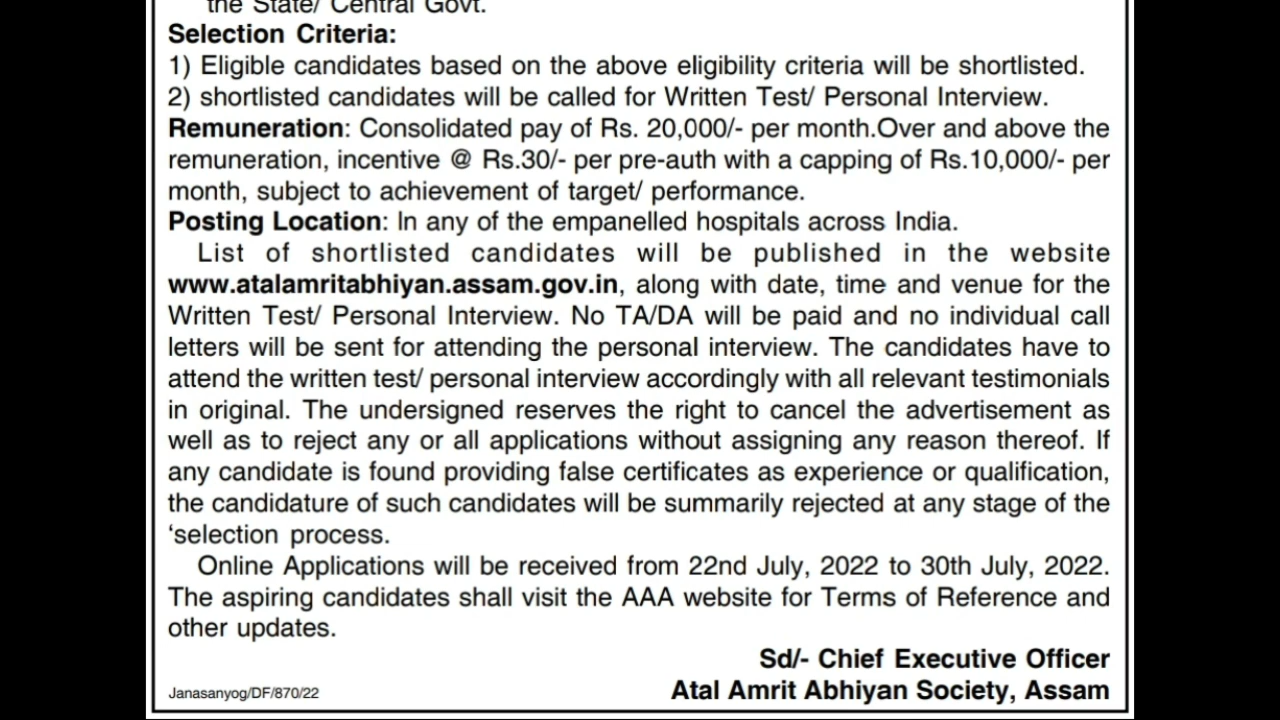 the State/ Central Govt.
Selection Criteria:
1) Eligible candidates based on the above eligibility criteria will be shortlisted.
2) shortlisted candidates will be called for Written Test/ Personal Interview.
Remuneration: Consolidated pay of Rs. 20,000/- per month.Over and above the
remuneration, incentive @ Rs.30/- per pre-auth with a capping of Rs.10,000/- per
month, subject to achievement of target/ performance.
Posting Location: In any of the empanelled hospitals across India.
List of shortlisted candidates will be published in the website
www.atalamritabhiyan.assam.gov.in, along with date, time and venue for the
Written Test/ Personal Interview. No TA/DA will be paid and no individual call
letters will be sent for attending the personal interview. The candidates have to
attend the written test/ personal interview accordingly with all relevant testimonials
in original. The undersigned reserves the right to cancel the advertisement as
well as to reject any or all applications without assigning any reason thereof. If
any candidate is found providing false certificates as experience or qualification,
the candidature of such candidates will be summarily rejected at any stage of the
‘selection process.
Online Applications will be received from 22nd July, 2022 to 30th July, 2022.
The aspiring candidates shall visit the AAA website for Terms of Reference and
other updates.
Sd/- Chief Executive Officer
Janasanyog/DF/870/22 Atal Amrit Abhiyan Society, Assam